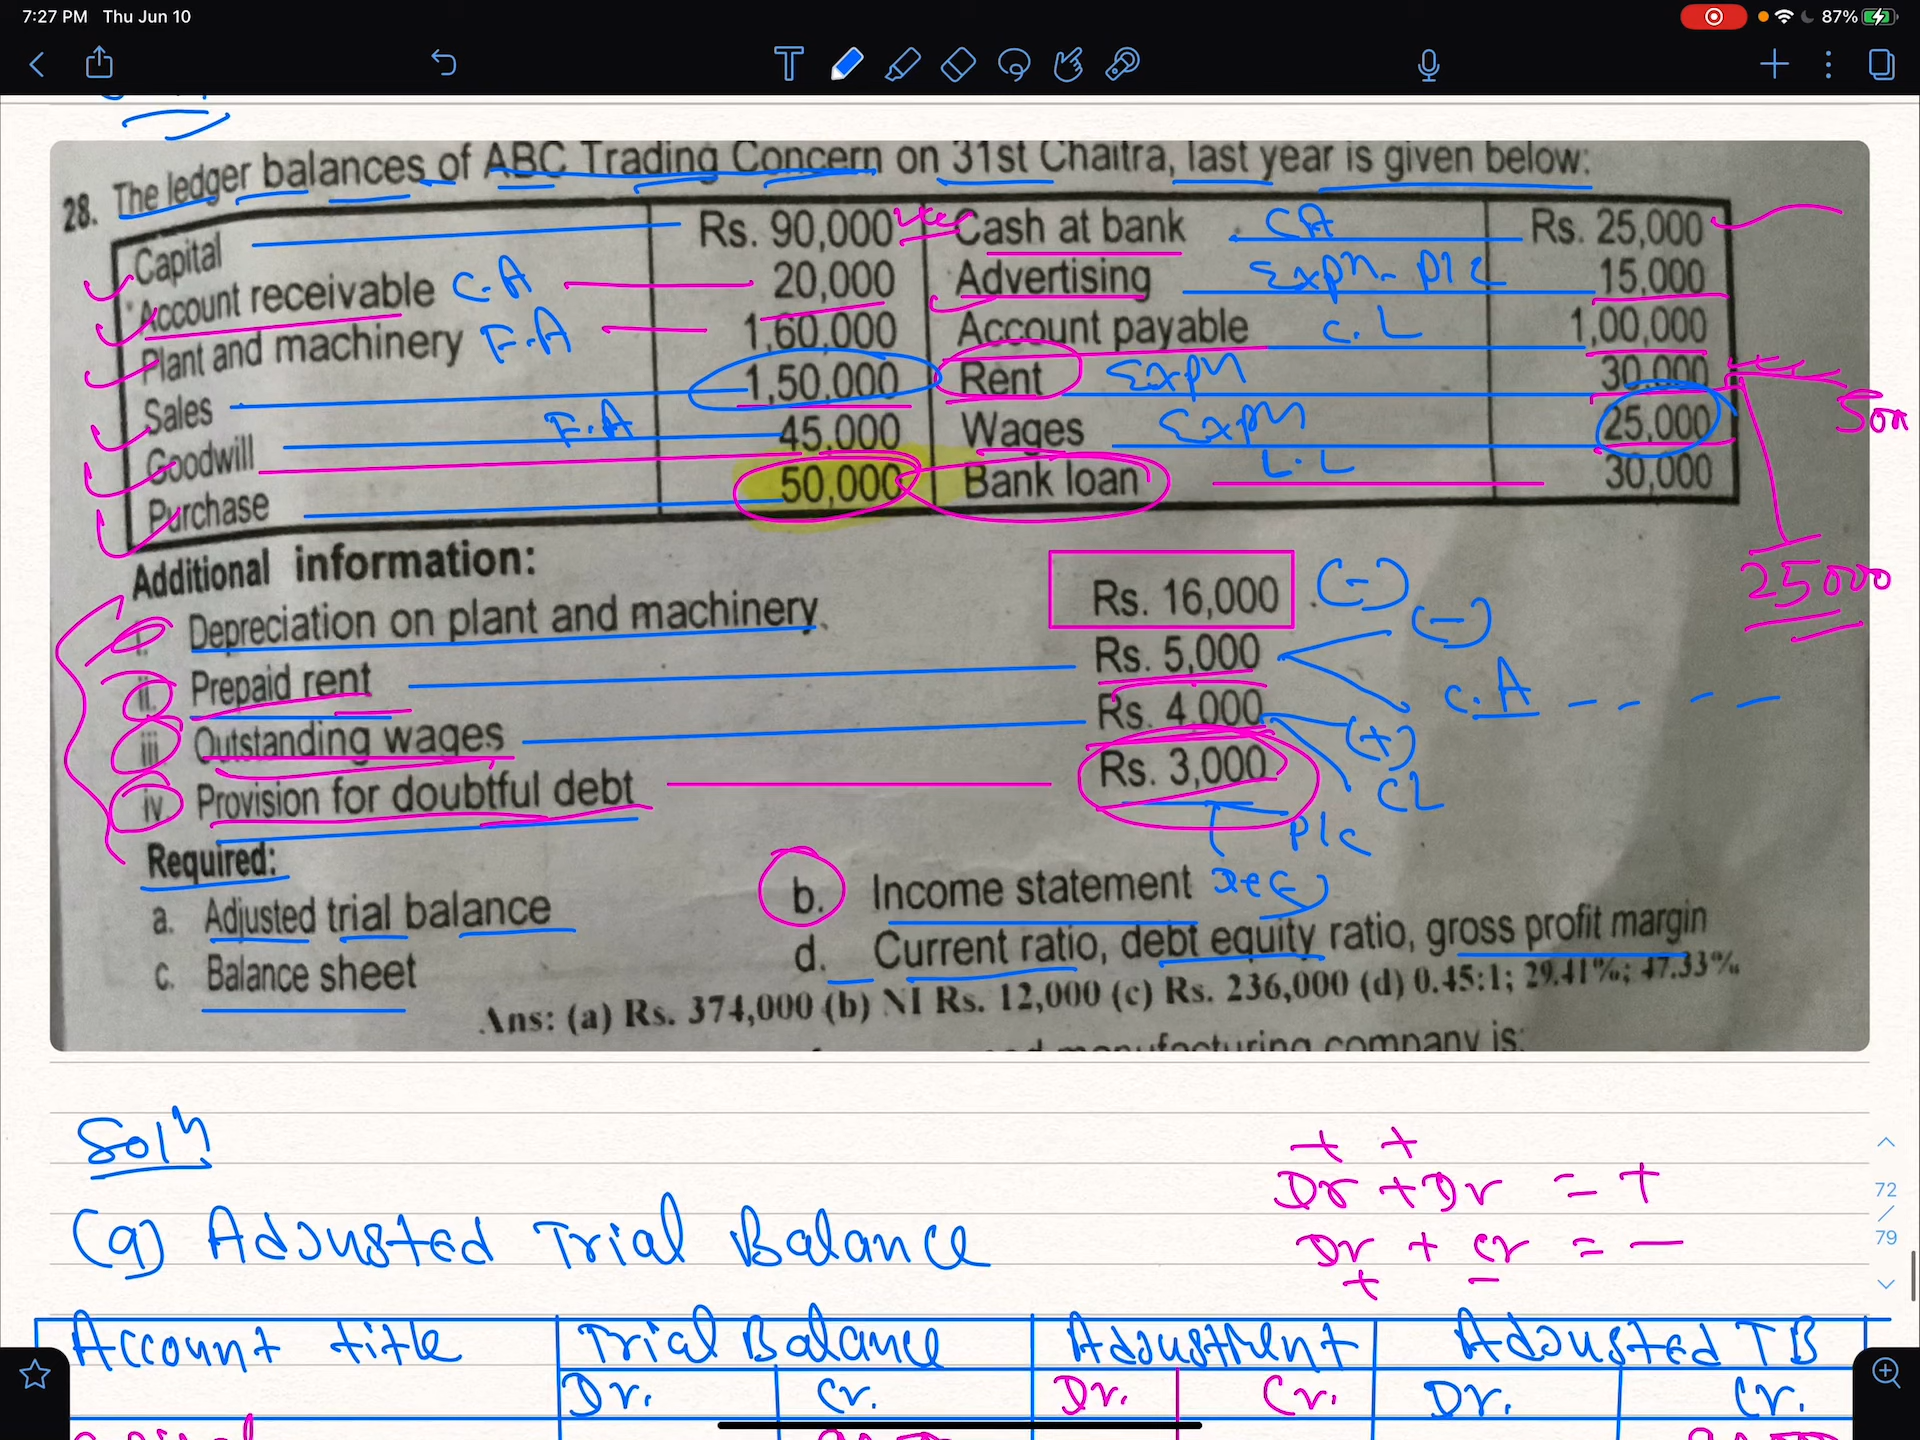 7:27 PM Thu Jun 10
87%
28. The ledger balances of ABC Trading Concern on 31st Chaitra, last year is given below:
Capital Rs. 90,000 Cash at bank CA Rs. 25,000
Account receivable C.A 20,000 Advertising Expn. 15,000
Plant and machinery F.A 1,60,000 Account payable C.L 1,00,000
Sales 1,50,000 Rent Expn 30,000
Goodwill F.A 45,000 Wages Expn 25,000
Purchase 50,000 Bank loan L.L 30,000
25000
Additional information:
i. Depreciation on plant and machinery Rs. 16,000 (-)
ii. Prepaid rent Rs. 5,000 (-)
C.A
iii Outstanding wages Rs. 4,000 (+)
CL
iv. Provision for doubtful debt Rs. 3,000
Required:
a. Adjusted trial balance b. Income statement
c. Balance sheet d. Current ratio, debt equity ratio, gross profit margin
Ans: (a) Rs. 374,000 (b) NI Rs. 12,000 (c) Rs. 236,000 (d) 0.45:1; 29.41%; 47.33%
manufacturing company is:
Soln
+ +
Dr + Dr = +
Dr + Cr = -
+ -
72
/
79
(a) Adjusted Trial Balance
Account title Trial Balance Adjustment Adjusted TB
Dr. Cr. Dr. Cr. Dr. Cr.